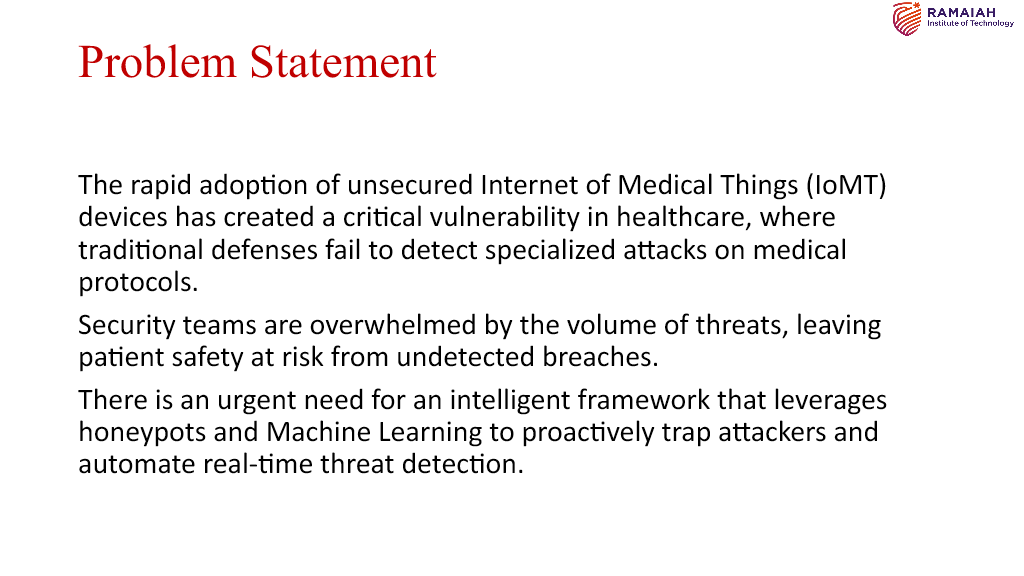 RAMAIAH
Institute of Technology
Problem Statement
The rapid adoption of unsecured Internet of Medical Things (IoMT)
devices has created a critical vulnerability in healthcare, where
traditional defenses fail to detect specialized attacks on medical
protocols.
Security teams are overwhelmed by the volume of threats, leaving
patient safety at risk from undetected breaches.
There is an urgent need for an intelligent framework that leverages
honeypots and Machine Learning to proactively trap attackers and
automate real-time threat detection.